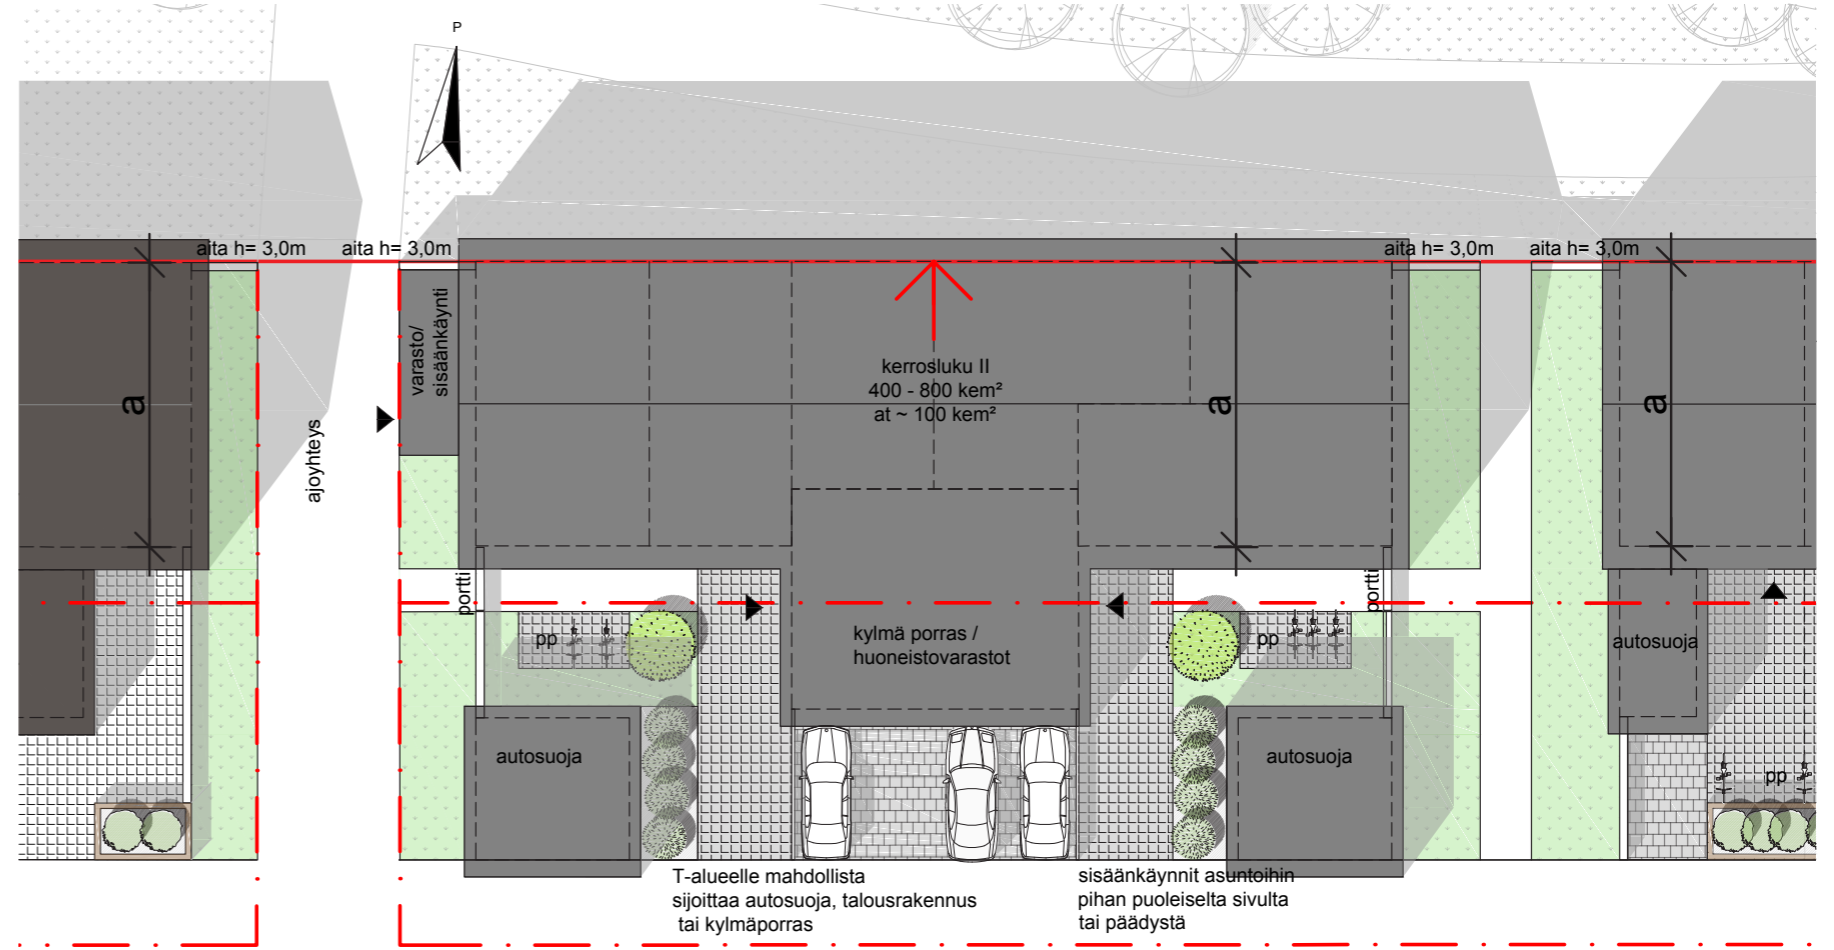 P
aita h= 3,0m
aita h= 3,0m
aita h= 3,0m
aita h= 3,0m
varasto/
sisäänkäynti
ajoyhteys
a
kerrosluku II
400 - 800 kem²
at ~ 100 kem²
a
a
portti
portti
pp
kylmä porras /
huoneistovarastot
pp
autosuoja
autosuoja
autosuoja
pp
T-alueelle mahdollista
sijoittaa autosuoja, talousrakennus
tai kylmäporras
sisäänkäynnit asuntoihin
pihan puoleiselta sivulta
tai päädystä